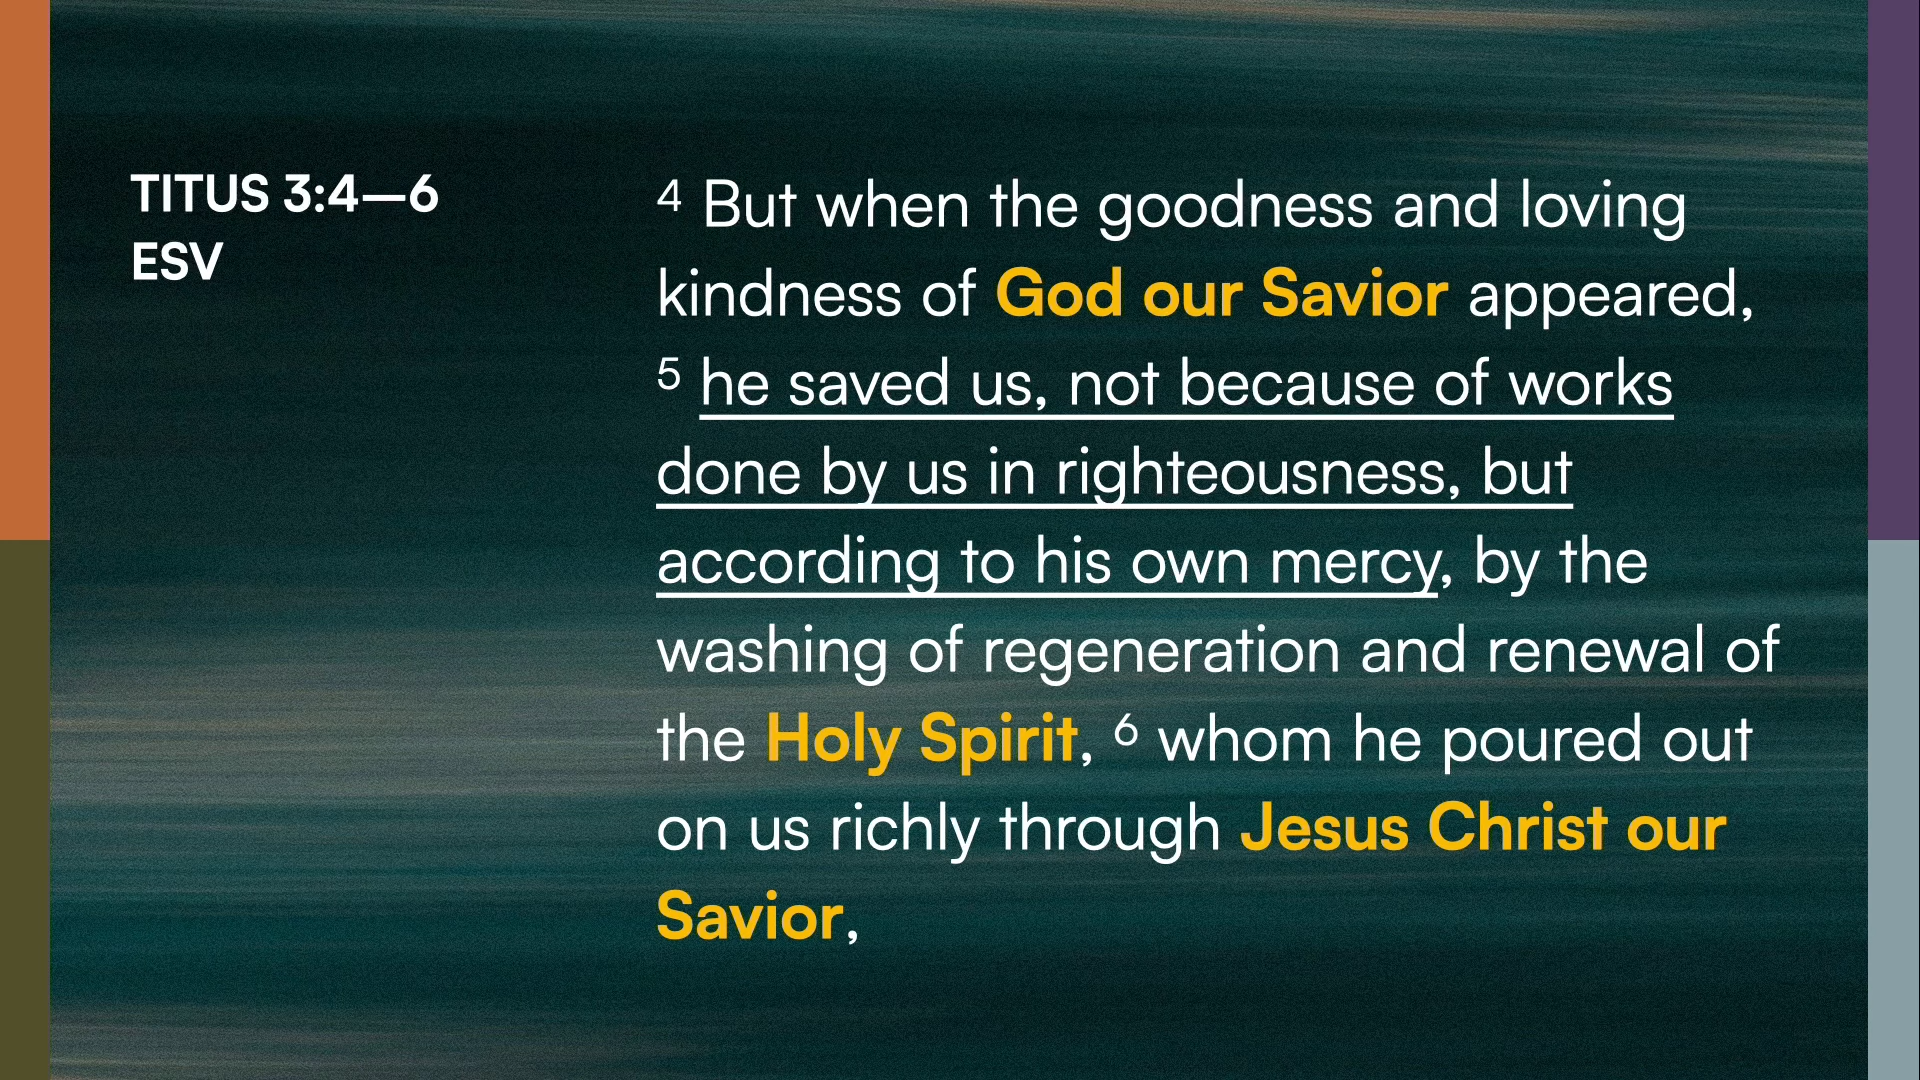 TITUS 3:4—6
ESV
⁴ But when the goodness and loving
kindness of God our Savior appeared,
⁵ he saved us, not because of works
done by us in righteousness, but
according to his own mercy, by the
washing of regeneration and renewal of
the Holy Spirit, ⁶ whom he poured out
on us richly through Jesus Christ our
Savior,